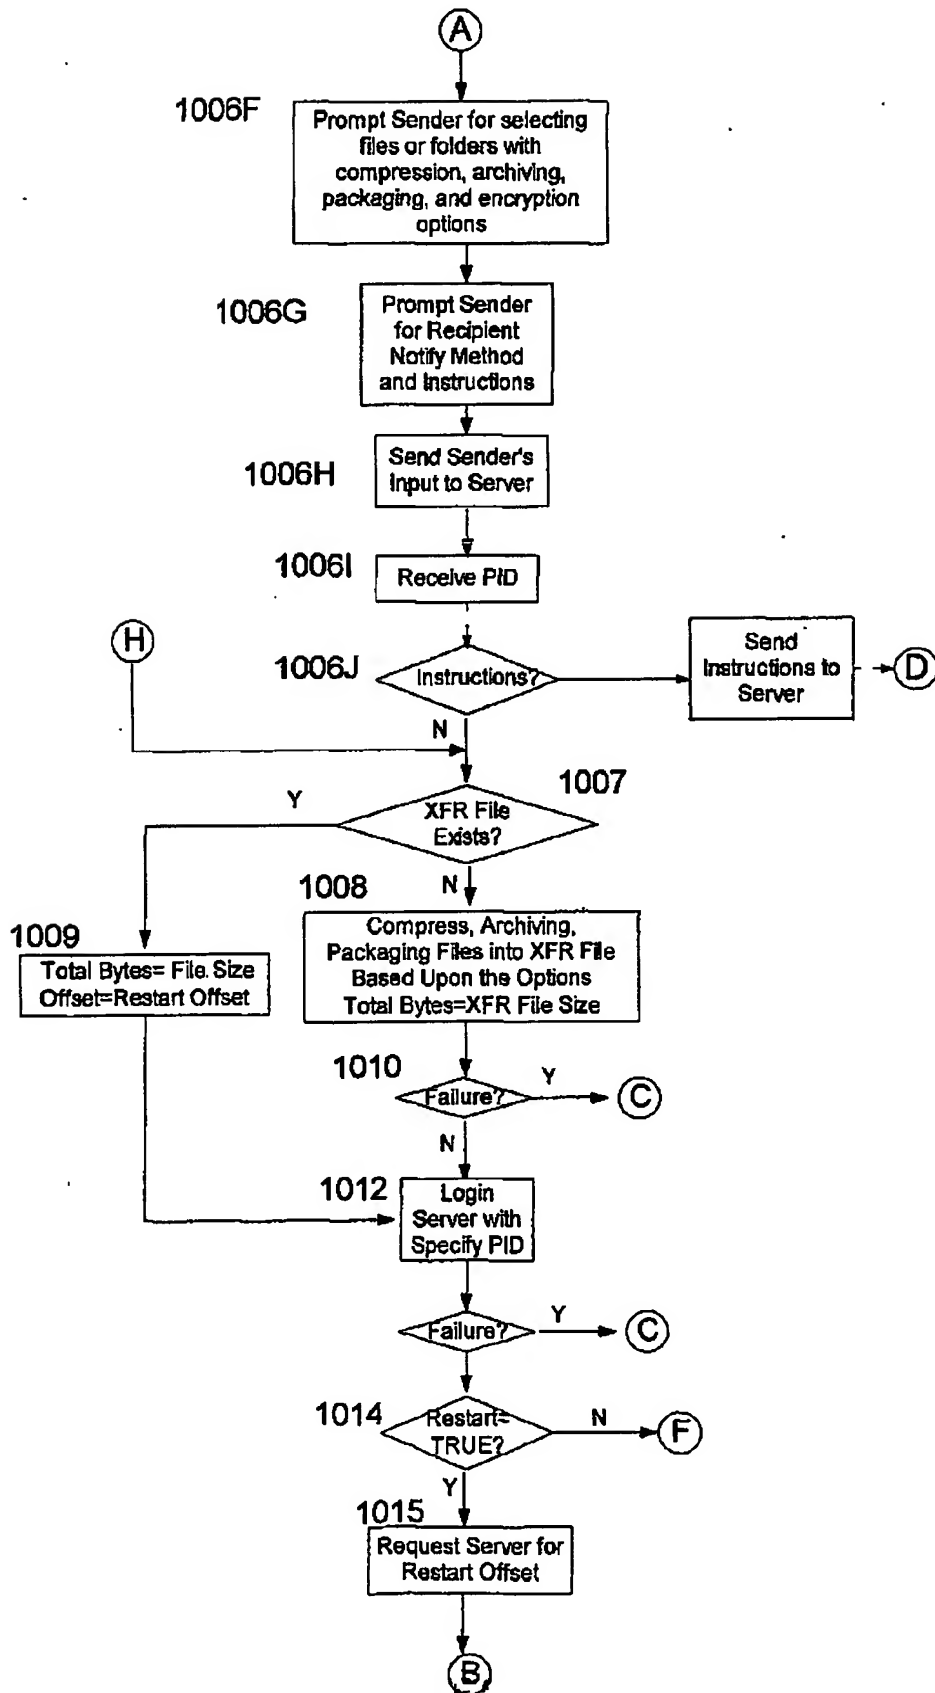 A
1006F
Prompt Sender for selecting
files or folders with
compression, archiving,
packaging, and encryption
options
1006G
Prompt Sender
for Recipient
Notify Method
and Instructions
1006H
Send Sender's
Input to Server
1006I
Receive PID
H
1006J
Instructions?
Send
Instructions to
Server
D
N
1007
Y
XFR File
Exists?
N
1008
Compress, Archiving,
Packaging Files into XFR File
Based Upon the Options
Total Bytes=XFR File Size
1009
Total Bytes= File. Size
Offset=Restart Offset
1010
Failure?
Y
C
N
1012
Login
Server with
Specify PID
Failure?
Y
C
1014
Restart=
TRUE?
N
F
Y
1015
Request Server for
Restart Offset
B